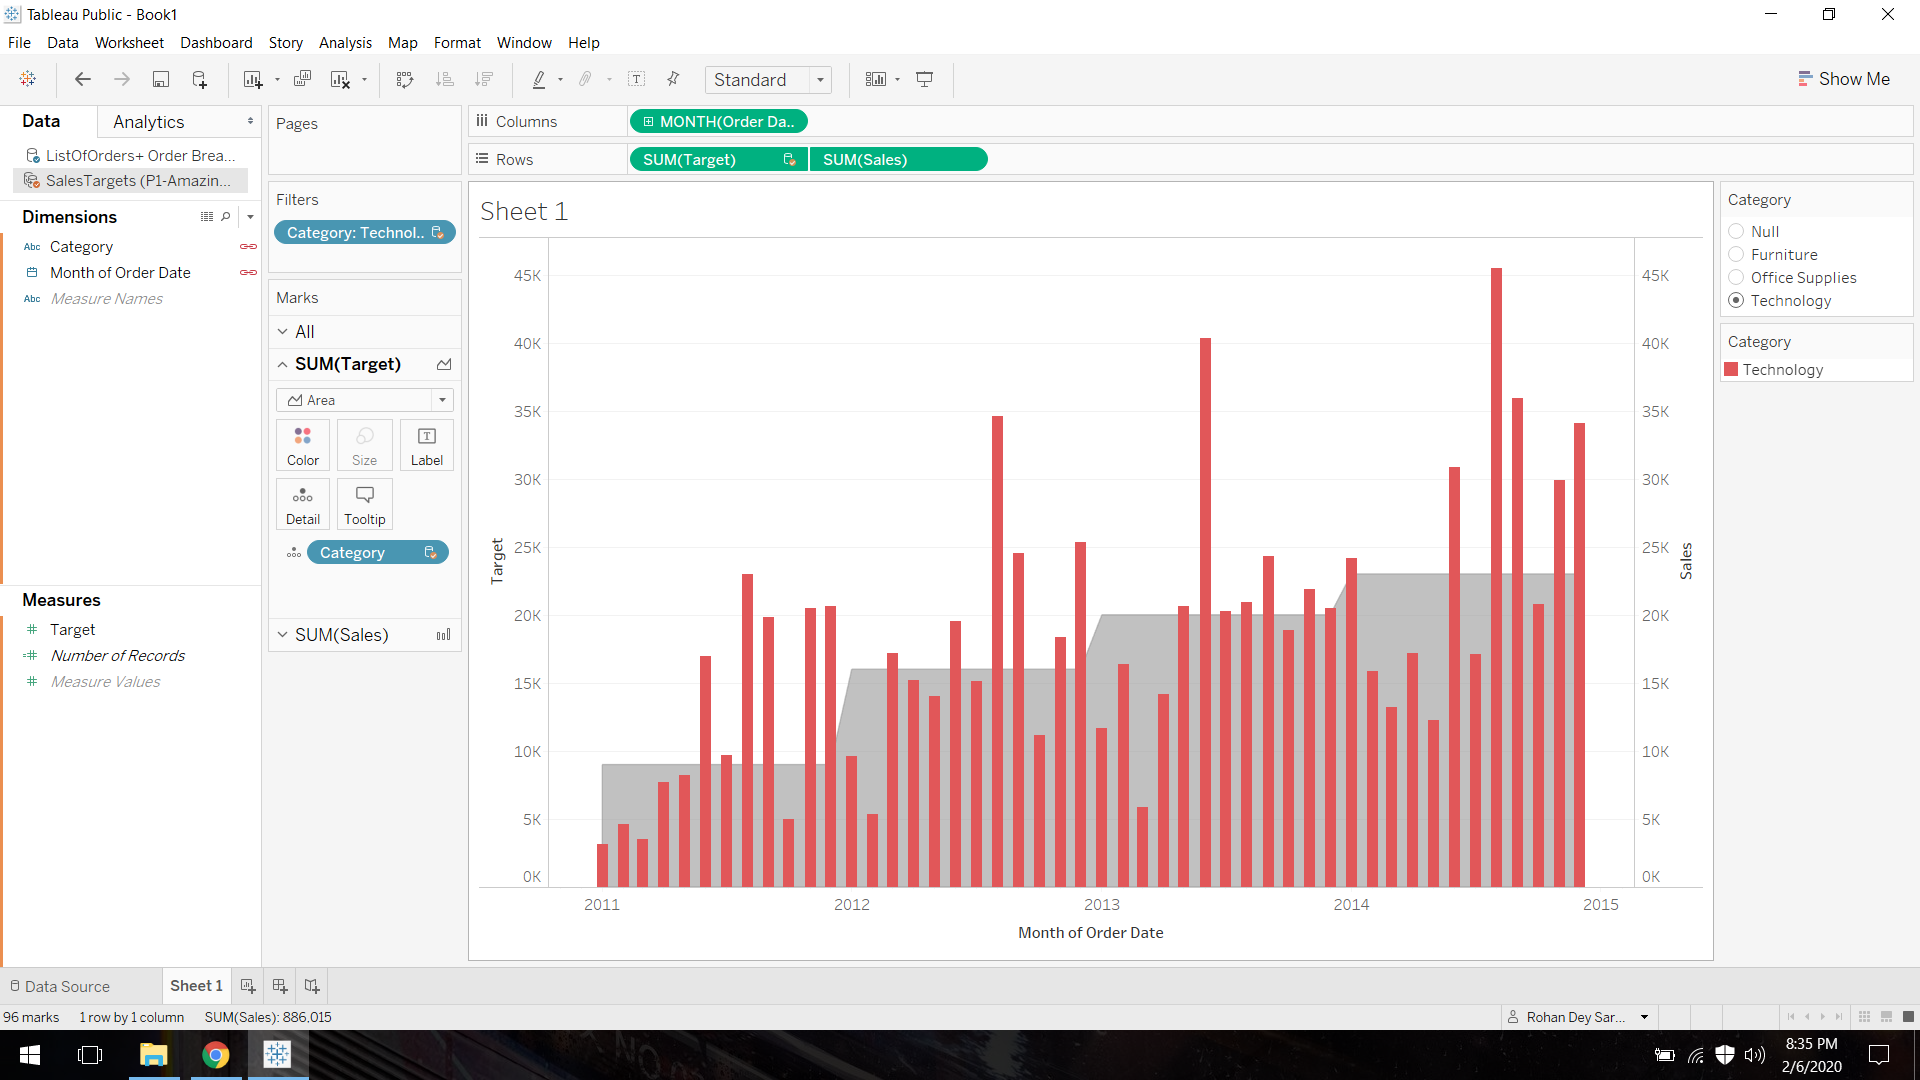 Tableau Public - Book1
File Data Worksheet Dashboard Story Analysis Map Format Window Help
Standard
Show Me
Data Analytics
ListOfOrders+ Order Brea...
SalesTargets (P1-Amazin...
Dimensions
Abc Category
Month of Order Date
Abc Measure Names
Measures
Target
Number of Records
Measure Values
Pages
Filters
Category: Technol..
Marks
All
SUM(Target)
Area
Color Size Label
Detail Tooltip
Category
SUM(Sales)
Columns MONTH(Order Da..
Rows SUM(Target) SUM(Sales)
Sheet 1
45K 45K
40K 40K
35K 35K
30K 30K
25K 25K
20K 20K
15K 15K
10K 10K
5K 5K
0K 0K
Target
Sales
2011 2012 2013 2014 2015
Month of Order Date
Category
Null
Furniture
Office Supplies
Technology
Category
Technology
Data Source Sheet 1
96 marks 1 row by 1 column SUM(Sales): 886,015
Rohan Dey Sar...
8:35 PM
2/6/2020